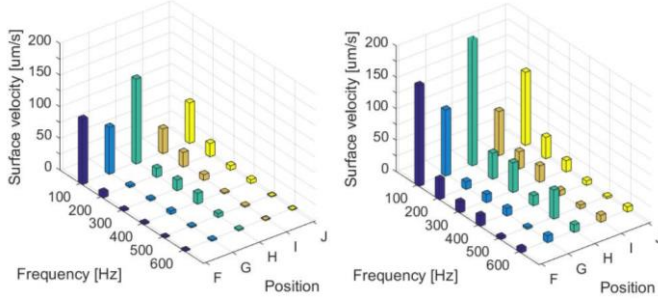 200
150
100
50
0
Surface velocity [um/s]
100
200
300
400
500
600
Frequency [Hz]
F
G
H
I
J
Position
200
150
100
50
0
Surface velocity [um/s]
100
200
300
400
500
600
Frequency [Hz]
F
G
H
I
J
Position